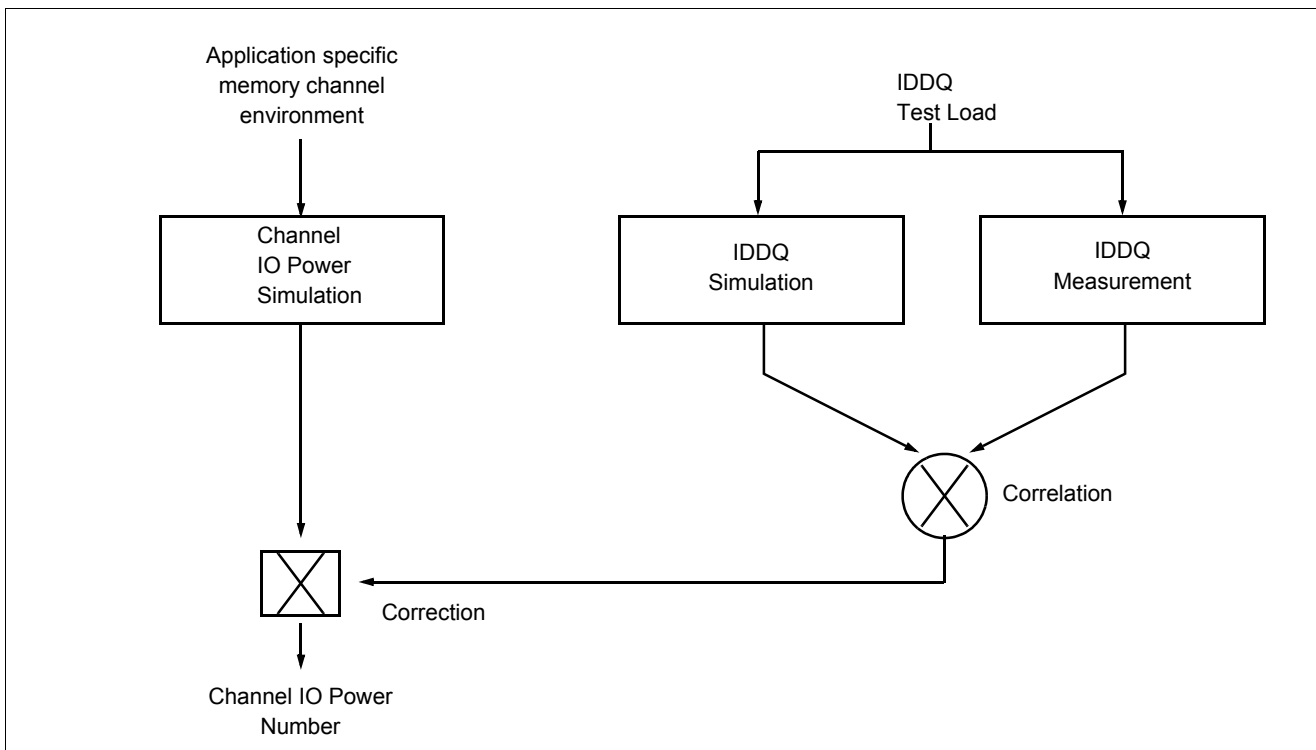 Application specific
memory channel
environment
IDDQ
Test Load
Channel
IO Power
Simulation
IDDQ
Simulation
IDDQ
Measurement
Correlation
Correction
Channel IO Power
Number